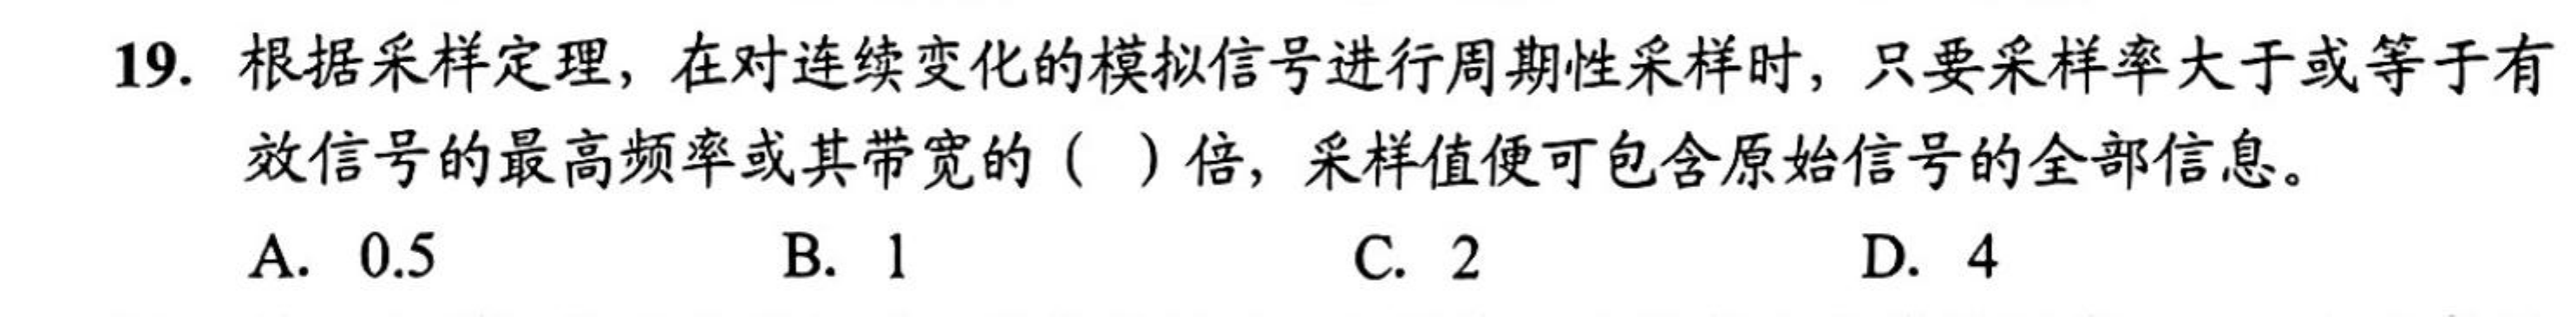 19. 根据采样定理，在对连续变化的模拟信号进行周期性采样时，只要采样率大于或等于有
效信号的最高频率或其带宽的（ ）倍，采样值便可包含原始信号的全部信息。
A. 0.5 B. 1 C. 2 D. 4